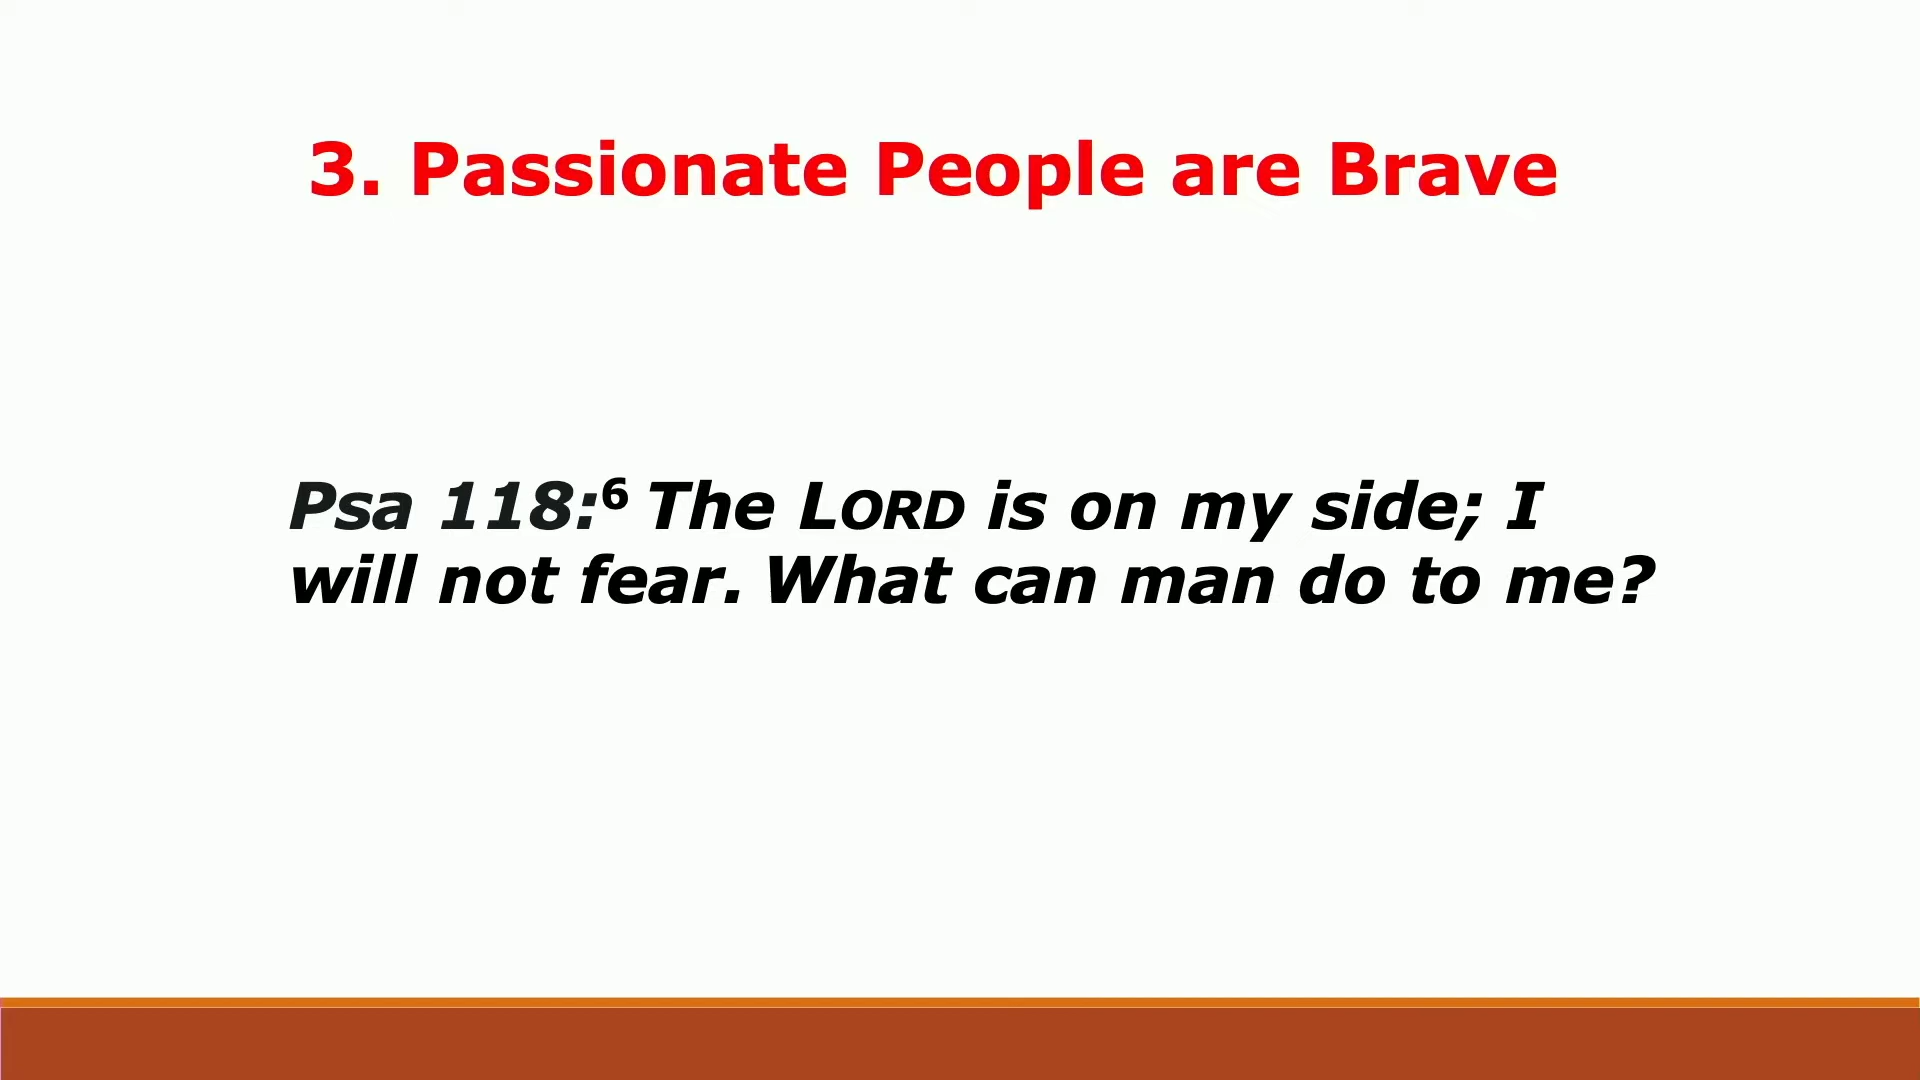 3. Passionate People are Brave
Psa 118:6 The LORD is on my side; I
will not fear. What can man do to me?